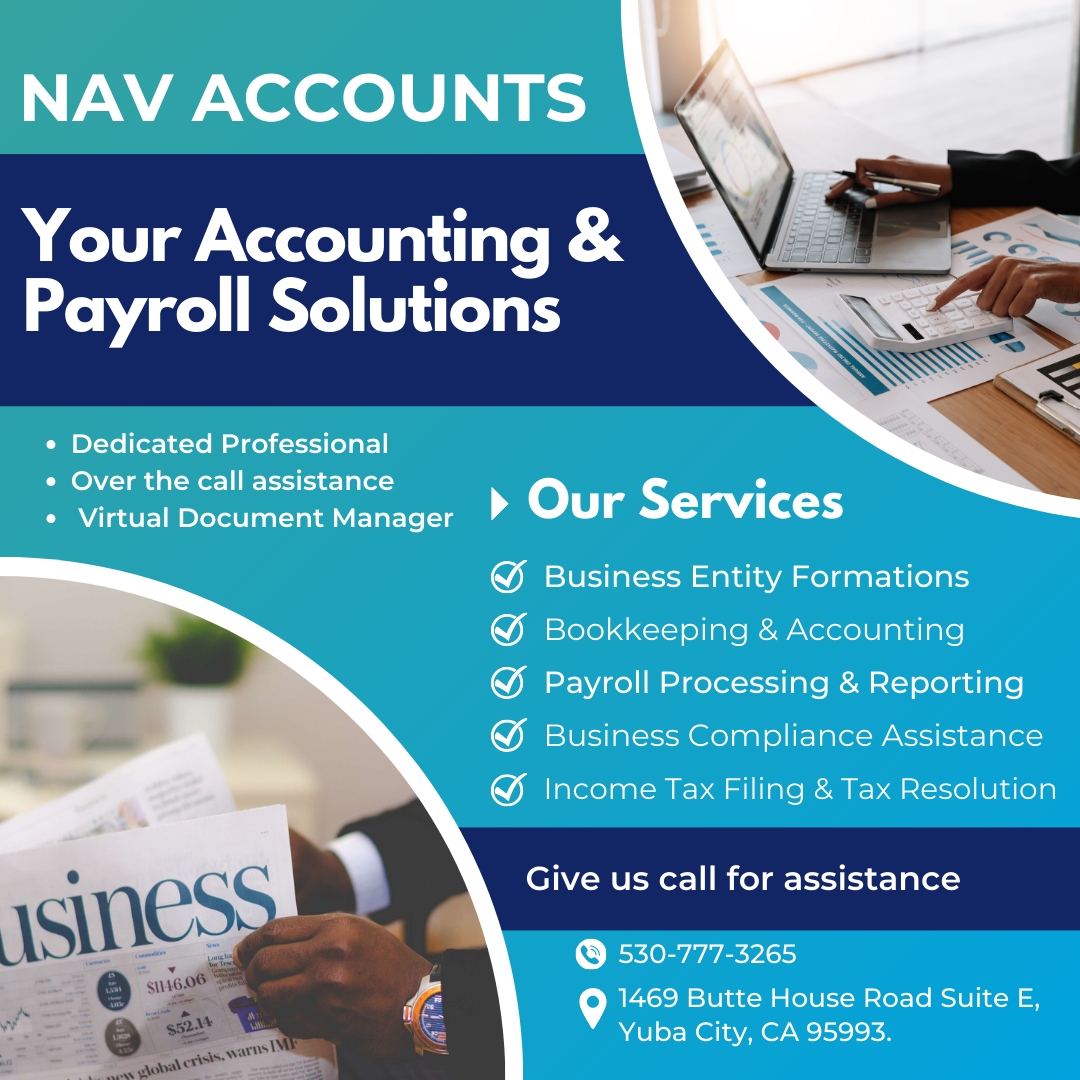 NAV ACCOUNTS
Your Accounting &
Payroll Solutions
• Dedicated Professional
• Over the call assistance
• Virtual Document Manager
Our Services
Business Entity Formations
Bookkeeping & Accounting
Payroll Processing & Reporting
Business Compliance Assistance
Income Tax Filing & Tax Resolution
Give us call for assistance
530-777-3265
1469 Butte House Road Suite E,
Yuba City, CA 95993.
usiness
$1146.06
$52.14
new global crisis, warns IMF